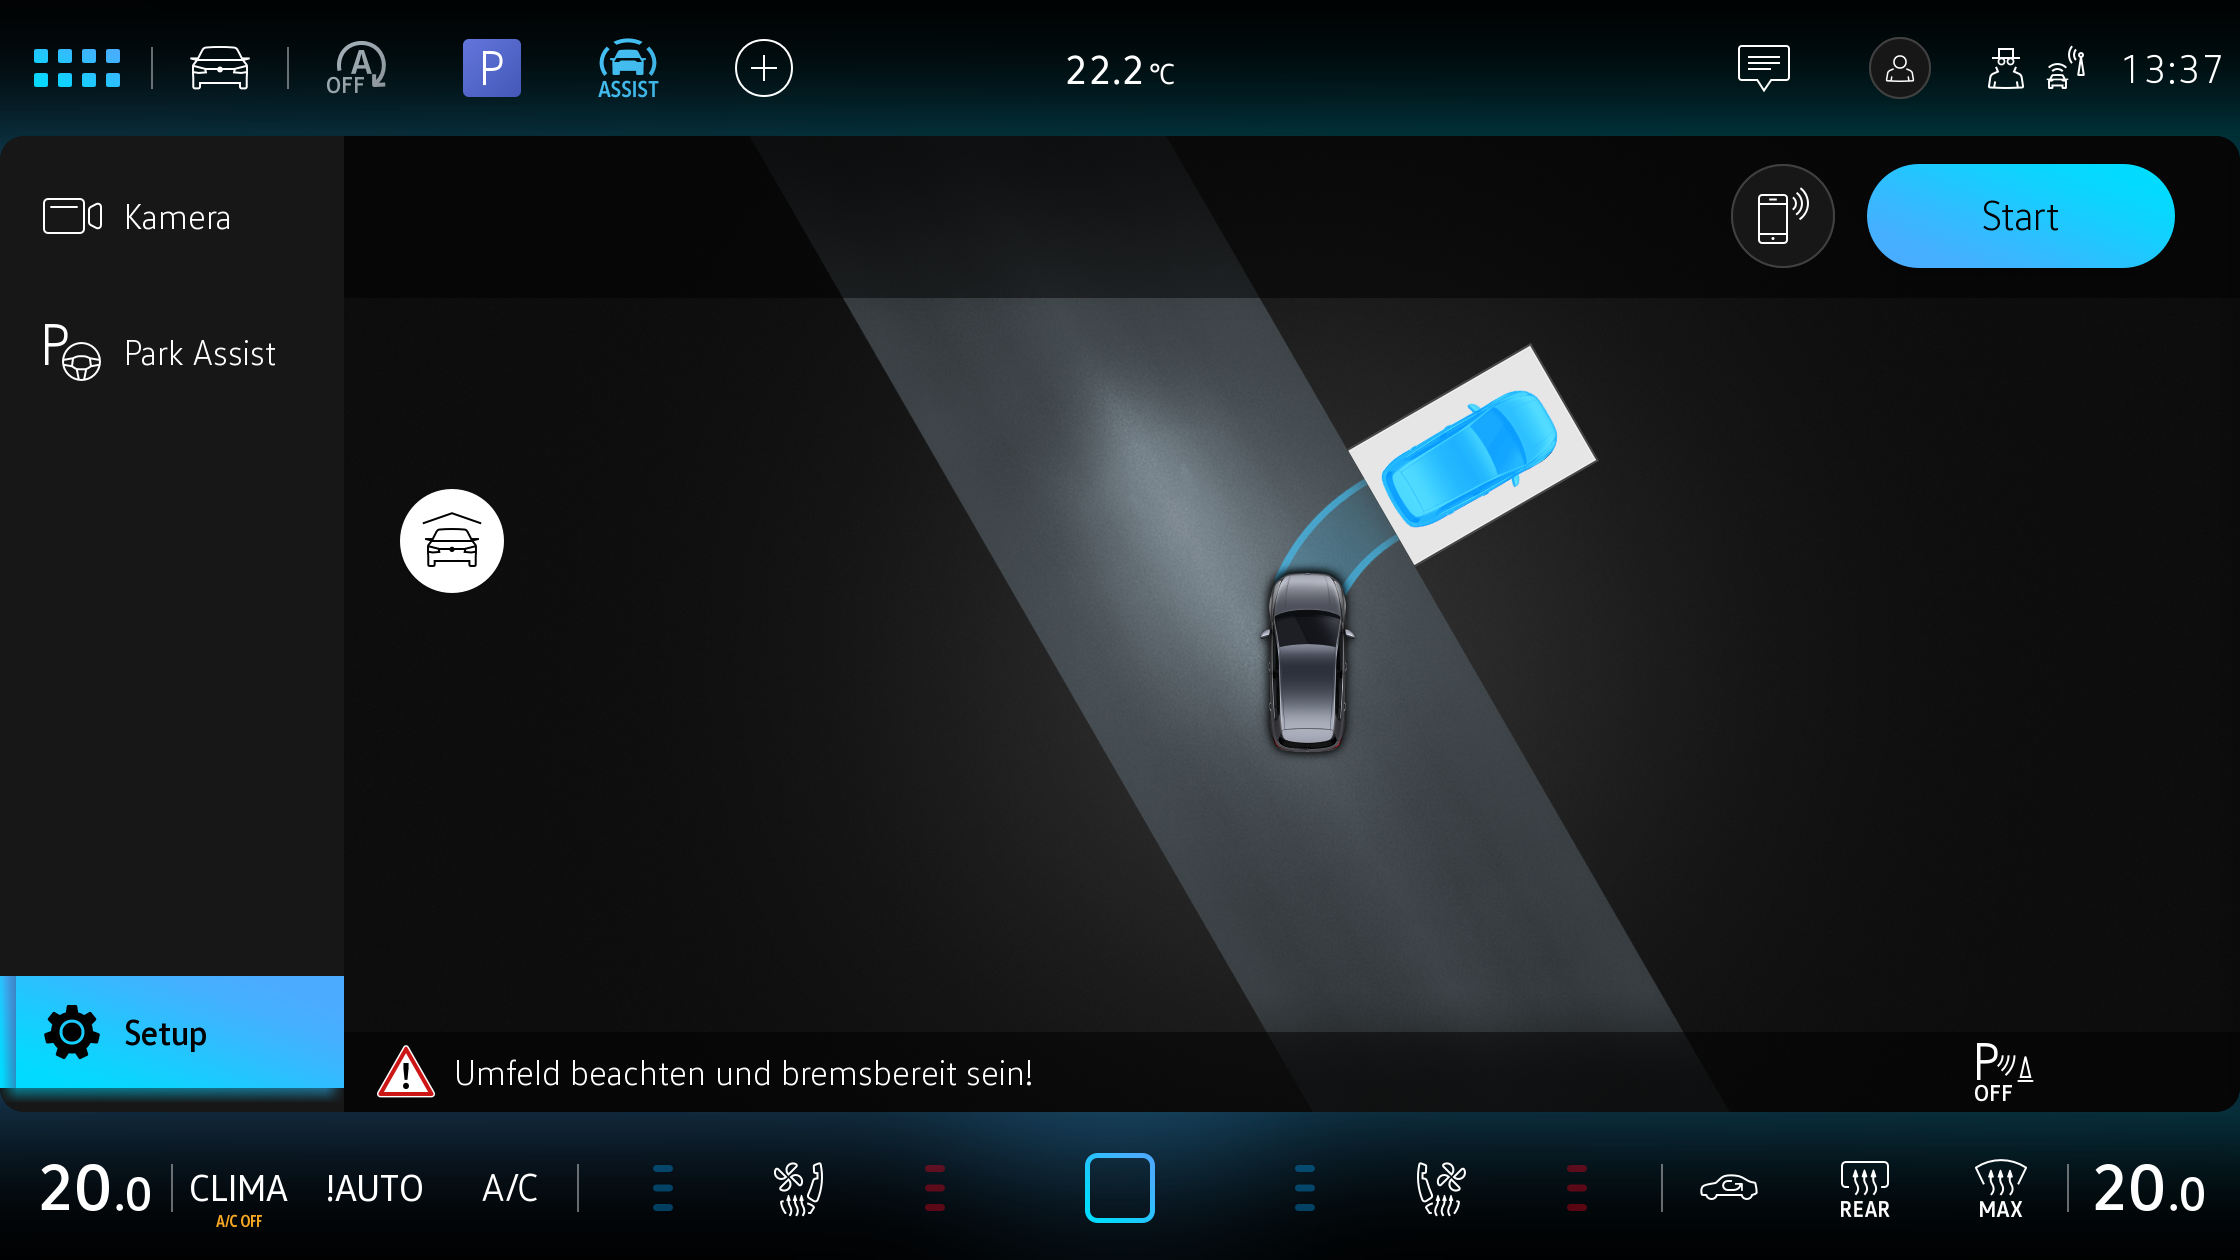 A
OFF
P
ASSIST
22.2 °C
13:37
Kamera
Start
P
Park Assist
Setup
Umfeld beachten und bremsbereit sein!
P
OFF
20.0
CLIMA
A/C OFF
!AUTO
A/C
REAR
MAX
20.0